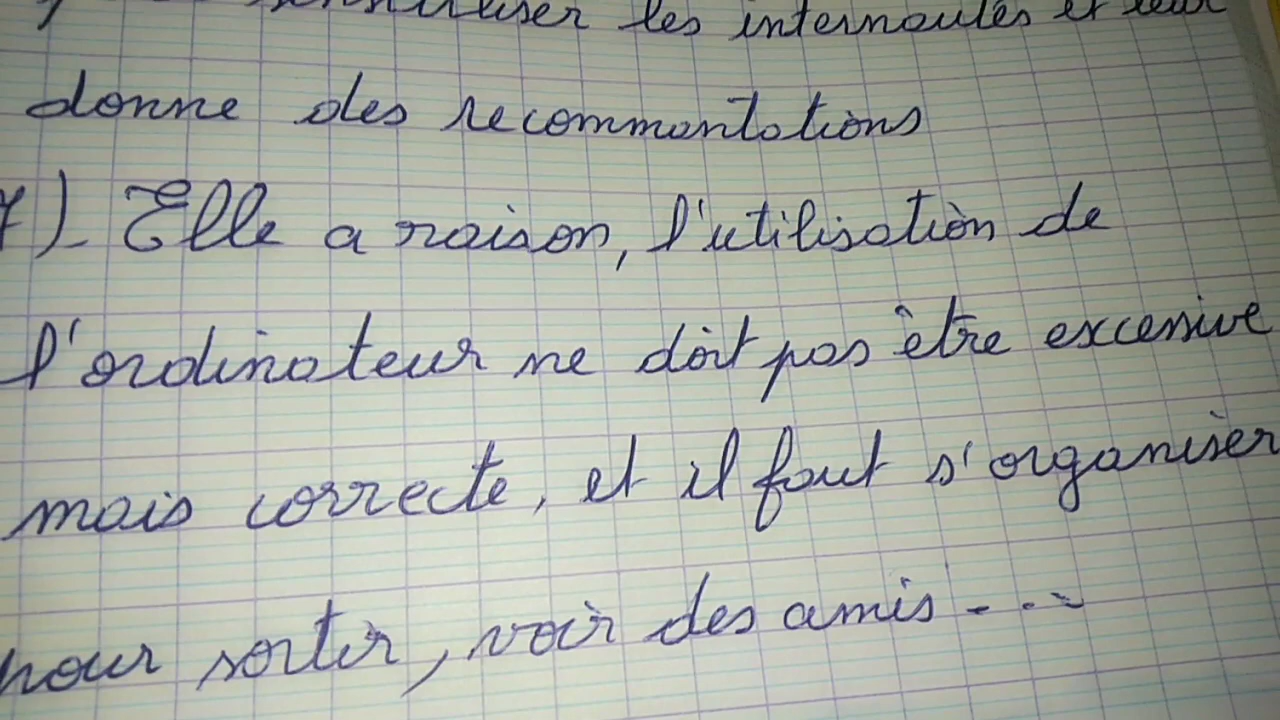 les internautes et leur
donne des recommontotions
7)_ Elle a raison, l'utilisation de
l'ordinateur ne doit pas être excessive
mais correcte, et il faut s'organiser
pour sortir, voir des amis...